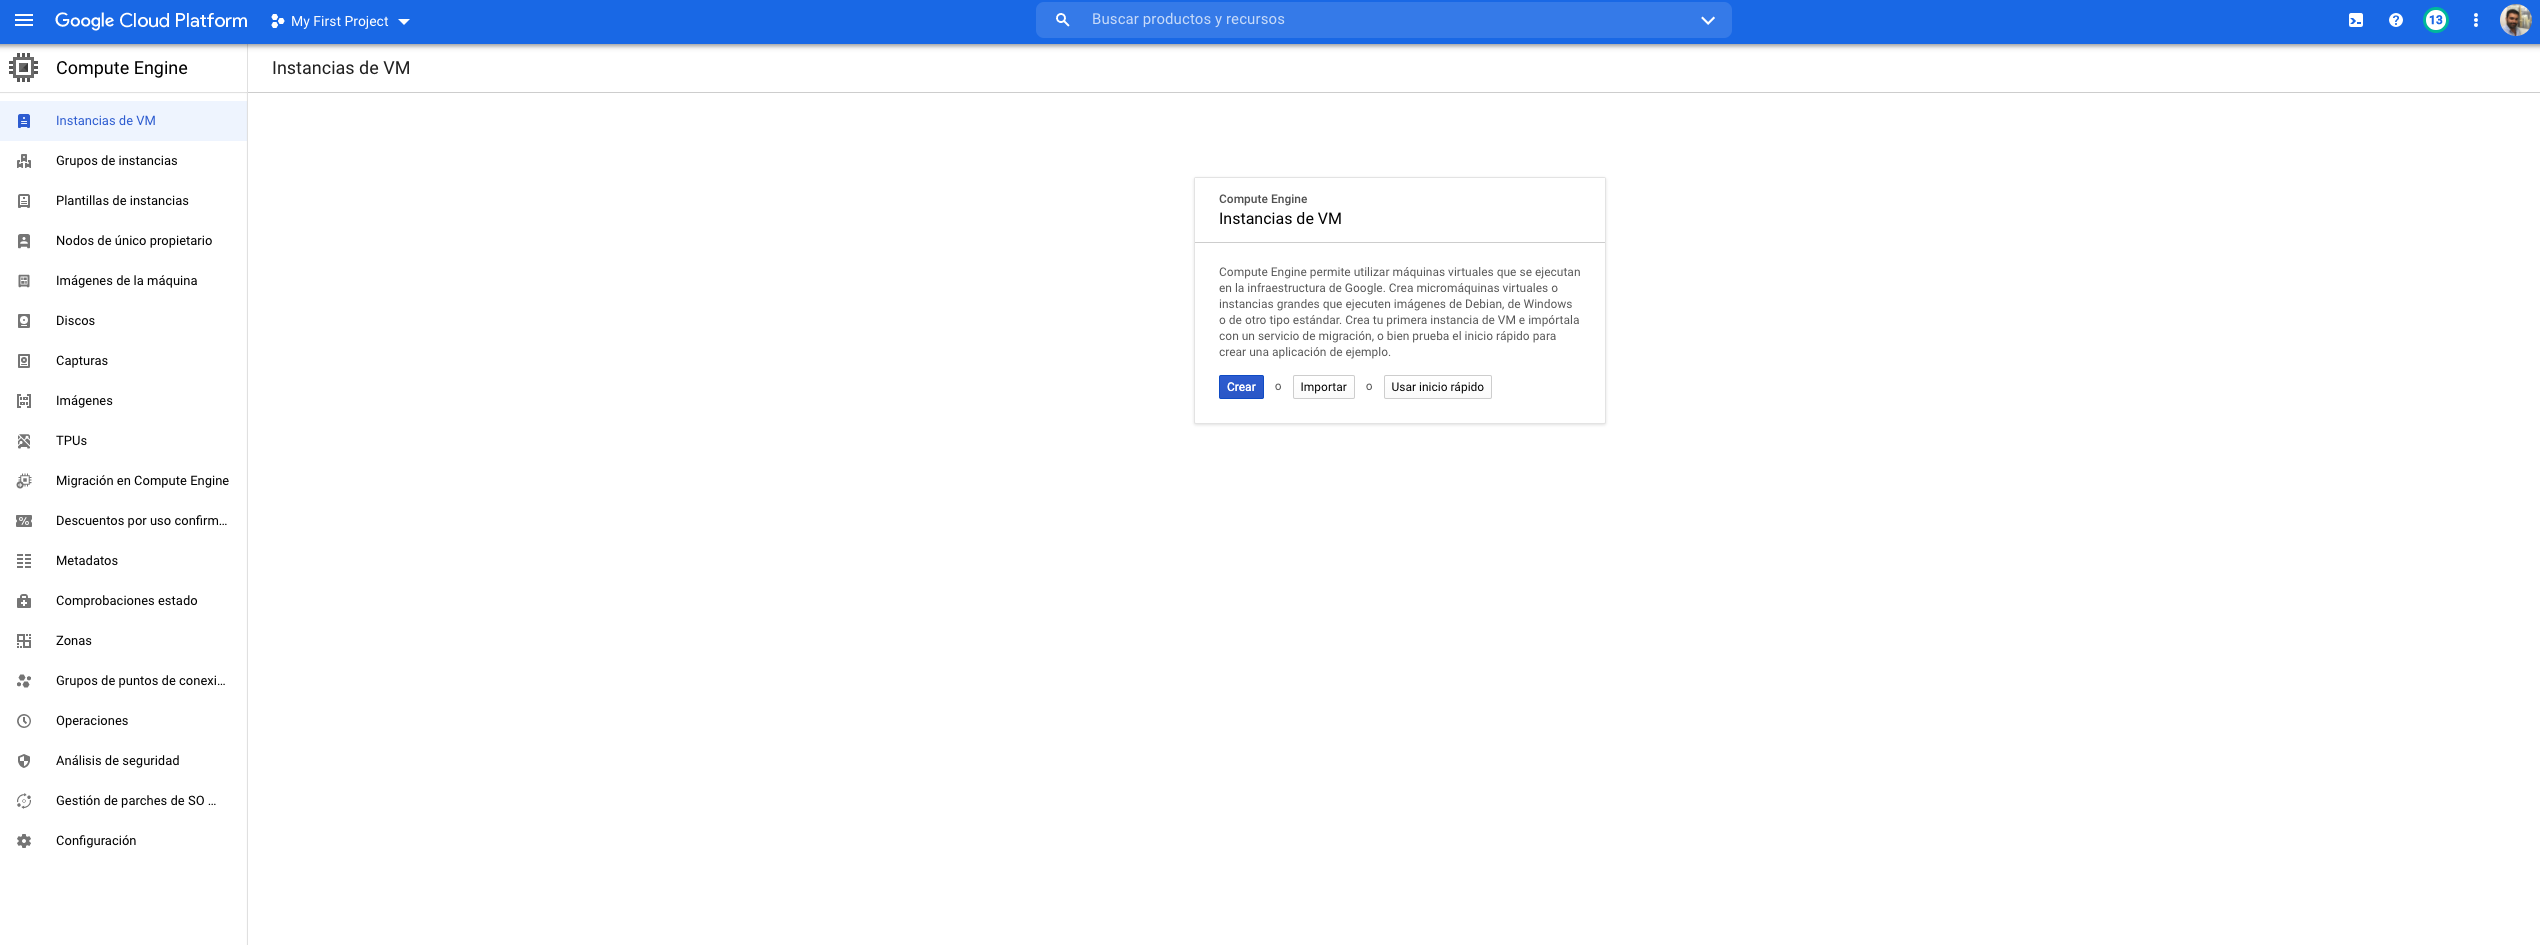 Google Cloud Platform
My First Project
Buscar productos y recursos
13
Compute Engine
Instancias de VM
Instancias de VM
Grupos de instancias
Plantillas de instancias
Nodos de único propietario
Imágenes de la máquina
Discos
Capturas
Imágenes
TPUs
Migración en Compute Engine
Descuentos por uso confirm...
Metadatos
Comprobaciones estado
Zonas
Grupos de puntos de conexi...
Operaciones
Análisis de seguridad
Gestión de parches de SO ...
Configuración
Compute Engine
Instancias de VM
Compute Engine permite utilizar máquinas virtuales que se ejecutan
en la infraestructura de Google. Crea micromáquinas virtuales o
instancias grandes que ejecuten imágenes de Debian, de Windows
o de otro tipo estándar. Crea tu primera instancia de VM e impórtala
con un servicio de migración, o bien prueba el inicio rápido para
crear una aplicación de ejemplo.
Crear o Importar o Usar inicio rápido